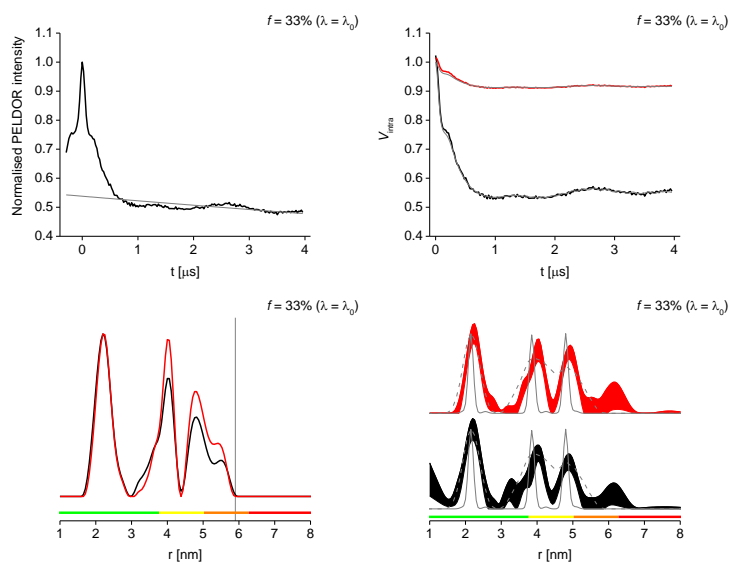 f = 33% (λ = λ0)
1.1
1.0
0.9
0.8
0.7
0.6
0.5
0.4
Normalised PELDOR intensity
0 1 2 3 4
t [μs]
f = 33% (λ = λ0)
1.1
1.0
0.9
0.8
0.7
0.6
0.5
0.4
Vintra
0 1 2 3 4
t [μs]
f = 33% (λ = λ0)
1 2 3 4 5 6 7 8
r [nm]
f = 33% (λ = λ0)
1 2 3 4 5 6 7 8
r [nm]